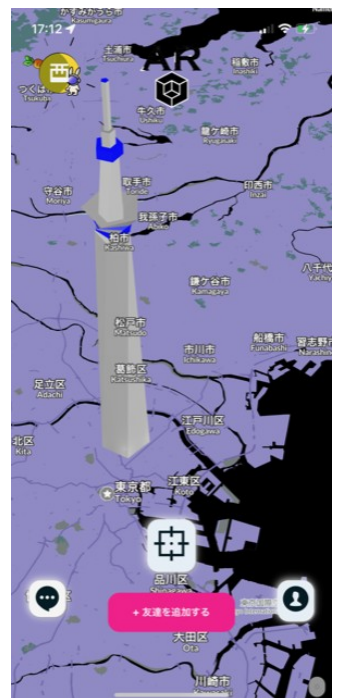 かすみがうら市
Kasumigaura
17:12
土浦市
Tsuchiura
AR
稲敷市
Inashiki
西
つくば
Tsukuba
牛久市
Ushiku
龍ケ崎市
Ryugasaki
取手市
Toride
守谷市
Moriya
印西市
Inzai
我孫子市
Abiko
柏市
Kashiwa
八千代
Yachiy
鎌ケ谷市
Kamagaya
松戸市
Matsudo
船橋市
Funabashi
習志野
Narashin
市川市
Ichikawa
葛飾区
Katsushika
足立区
Adachi
江戸川区
Edogawa
北区
Kita
江東区
Koto
東京都
Tokyo
品川区
Shinagawa
+ 友達を追加する
大田区
Ota
川崎市